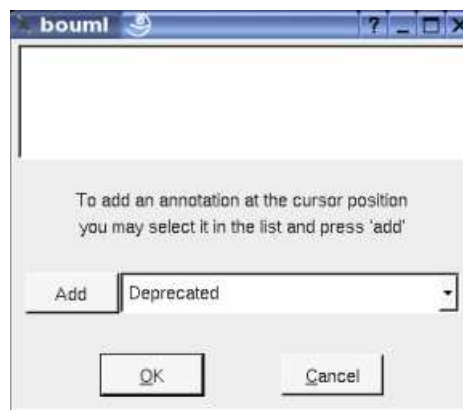 bouml
To add an annotation at the cursor position
you may select it in the list and press 'add'
Add Deprecated
OK Cancel